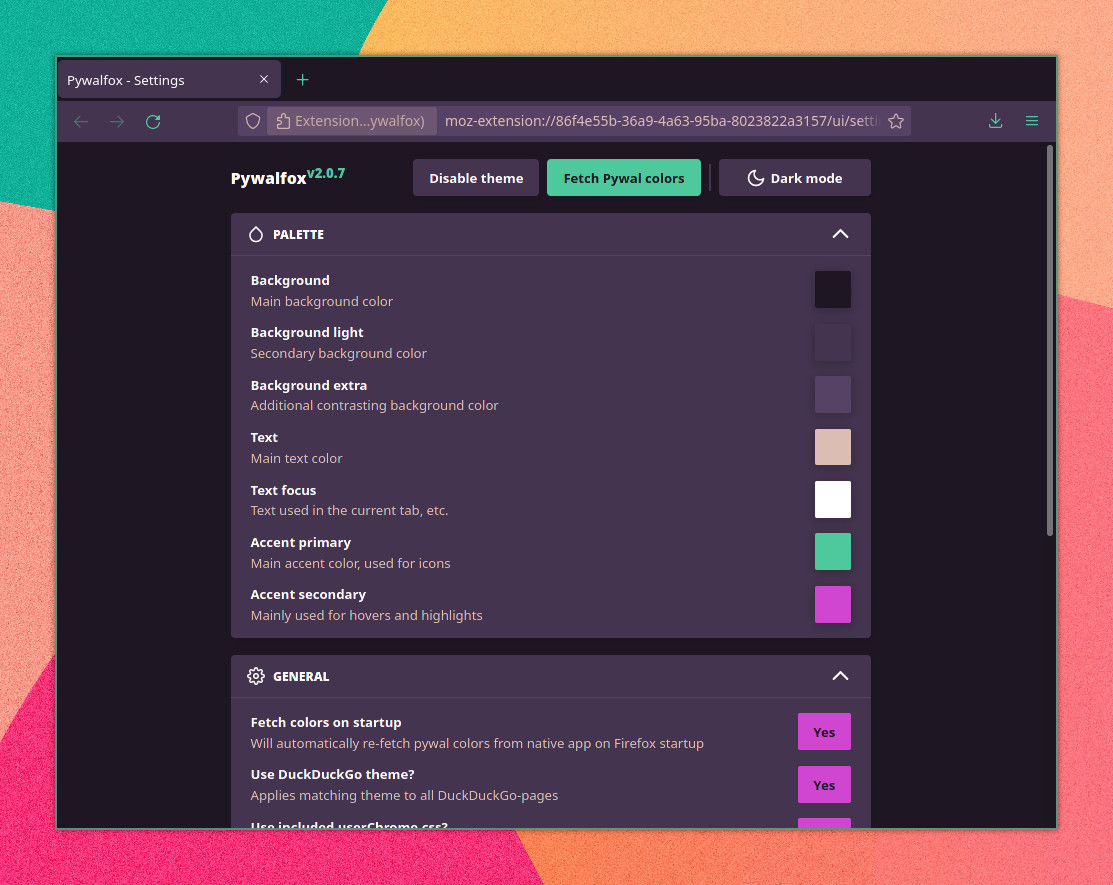 Pywalfox - Settings
Extension...ywalfox) moz-extension://86f4e55b-36a9-4a63-95ba-8023822a3157/ui/setti
Pywalfox v2.0.7 Disable theme Fetch Pywal colors Dark mode
PALETTE
Background
Main background color
Background light
Secondary background color
Background extra
Additional contrasting background color
Text
Main text color
Text focus
Text used in the current tab, etc.
Accent primary
Main accent color, used for icons
Accent secondary
Mainly used for hovers and highlights
GENERAL
Fetch colors on startup
Will automatically re-fetch pywal colors from native app on Firefox startup
Yes
Use DuckDuckGo theme?
Applies matching theme to all DuckDuckGo-pages
Yes
Use included userChrome.css?